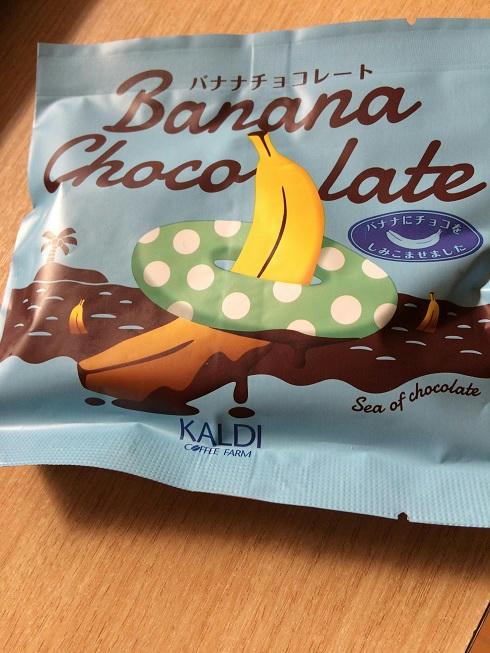 バナナチョコレート
Banana
Chocolate
バナナにチョコを
しみこませました
Sea of chocolate
KALDI
COFFEE FARM